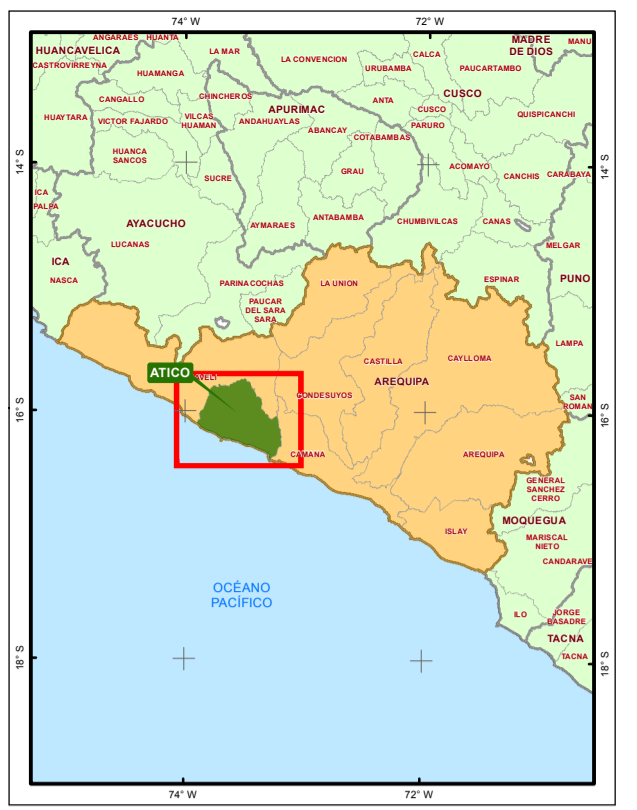 74° W
72° W
ANGARAES
HUANTA
HUANCAVELICA
CASTROVIRREYNA
LA MAR
LA CONVENCION
CALCA
MADRE
DE DIOS
MANU
HUAMANGA
URUBAMBA
PAUCARTAMBO
CUSCO
CANGALLO
CHINCHEROS
ANTA
HUAYTARA
VICTOR FAJARDO
VILCAS
HUAMAN
APURIMAC
ANDAHUAYLAS
ABANCAY
COTABAMBAS
CUSCO
PARURO
QUISPICANCHI
14° S
HUANCA
SANCOS
GRAU
ACOMAYO
CANCHIS
CARABAYA
14° S
SUCRE
ICA
PALPA
AYACUCHO
LUCANAS
AYMARAES
ANTABAMBA
CHUMBIVILCAS
CANAS
MELGAR
ICA
NASCA
PARINACOCHAS
LA UNION
ESPINAR
PUNO
PAUCAR
DEL SARA
SARA
LAMPA
CASTILLA
CAYLLOMA
ATICO
VELI
AREQUIPA
CONDESUYOS
SAN
ROMAN
16° S
16° S
CAMANA
AREQUIPA
GENERAL
SANCHEZ
CERRO
MOQUEGUA
ISLAY
MARISCAL
NIETO
CANDARAVE
OCÉANO
PACÍFICO
ILO
JORGE
BASADRE
TACNA
TACNA
18° S
18° S
74° W
72° W